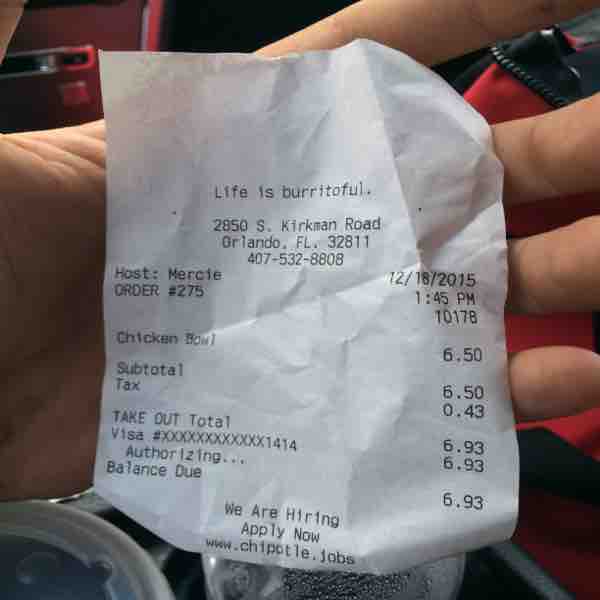 Life is burritoful.
2850 S. Kirkman Road
Orlando, FL. 32811
407-532-8808
Host: Mercie 12/18/2015
ORDER #275 1:45 PM
10178
Chicken Bowl 6.50
Subtotal 6.50
Tax 0.43
TAKE OUT Total 6.93
Visa #XXXXXXXXXXXX1414 6.93
Authorizing...
Balance Due 6.93
We Are Hiring
Apply Now
www.chipotle.jobs